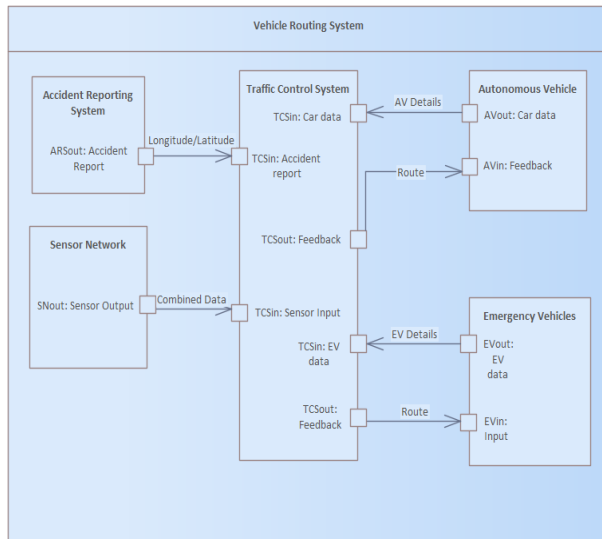 Vehicle Routing System
Accident Reporting
System
ARSout: Accident
Report
Longitude/Latitude
Sensor Network
SNout: Sensor Output
Combined Data
Traffic Control System
TCSin: Car data
TCSin: Accident
report
TCSout: Feedback
TCSin: Sensor Input
TCSin: EV
data
TCSout:
Feedback
AV Details
Route
EV Details
Route
Autonomous Vehicle
AVout: Car data
AVin: Feedback
Emergency Vehicles
EVout:
EV
data
EVin:
Input